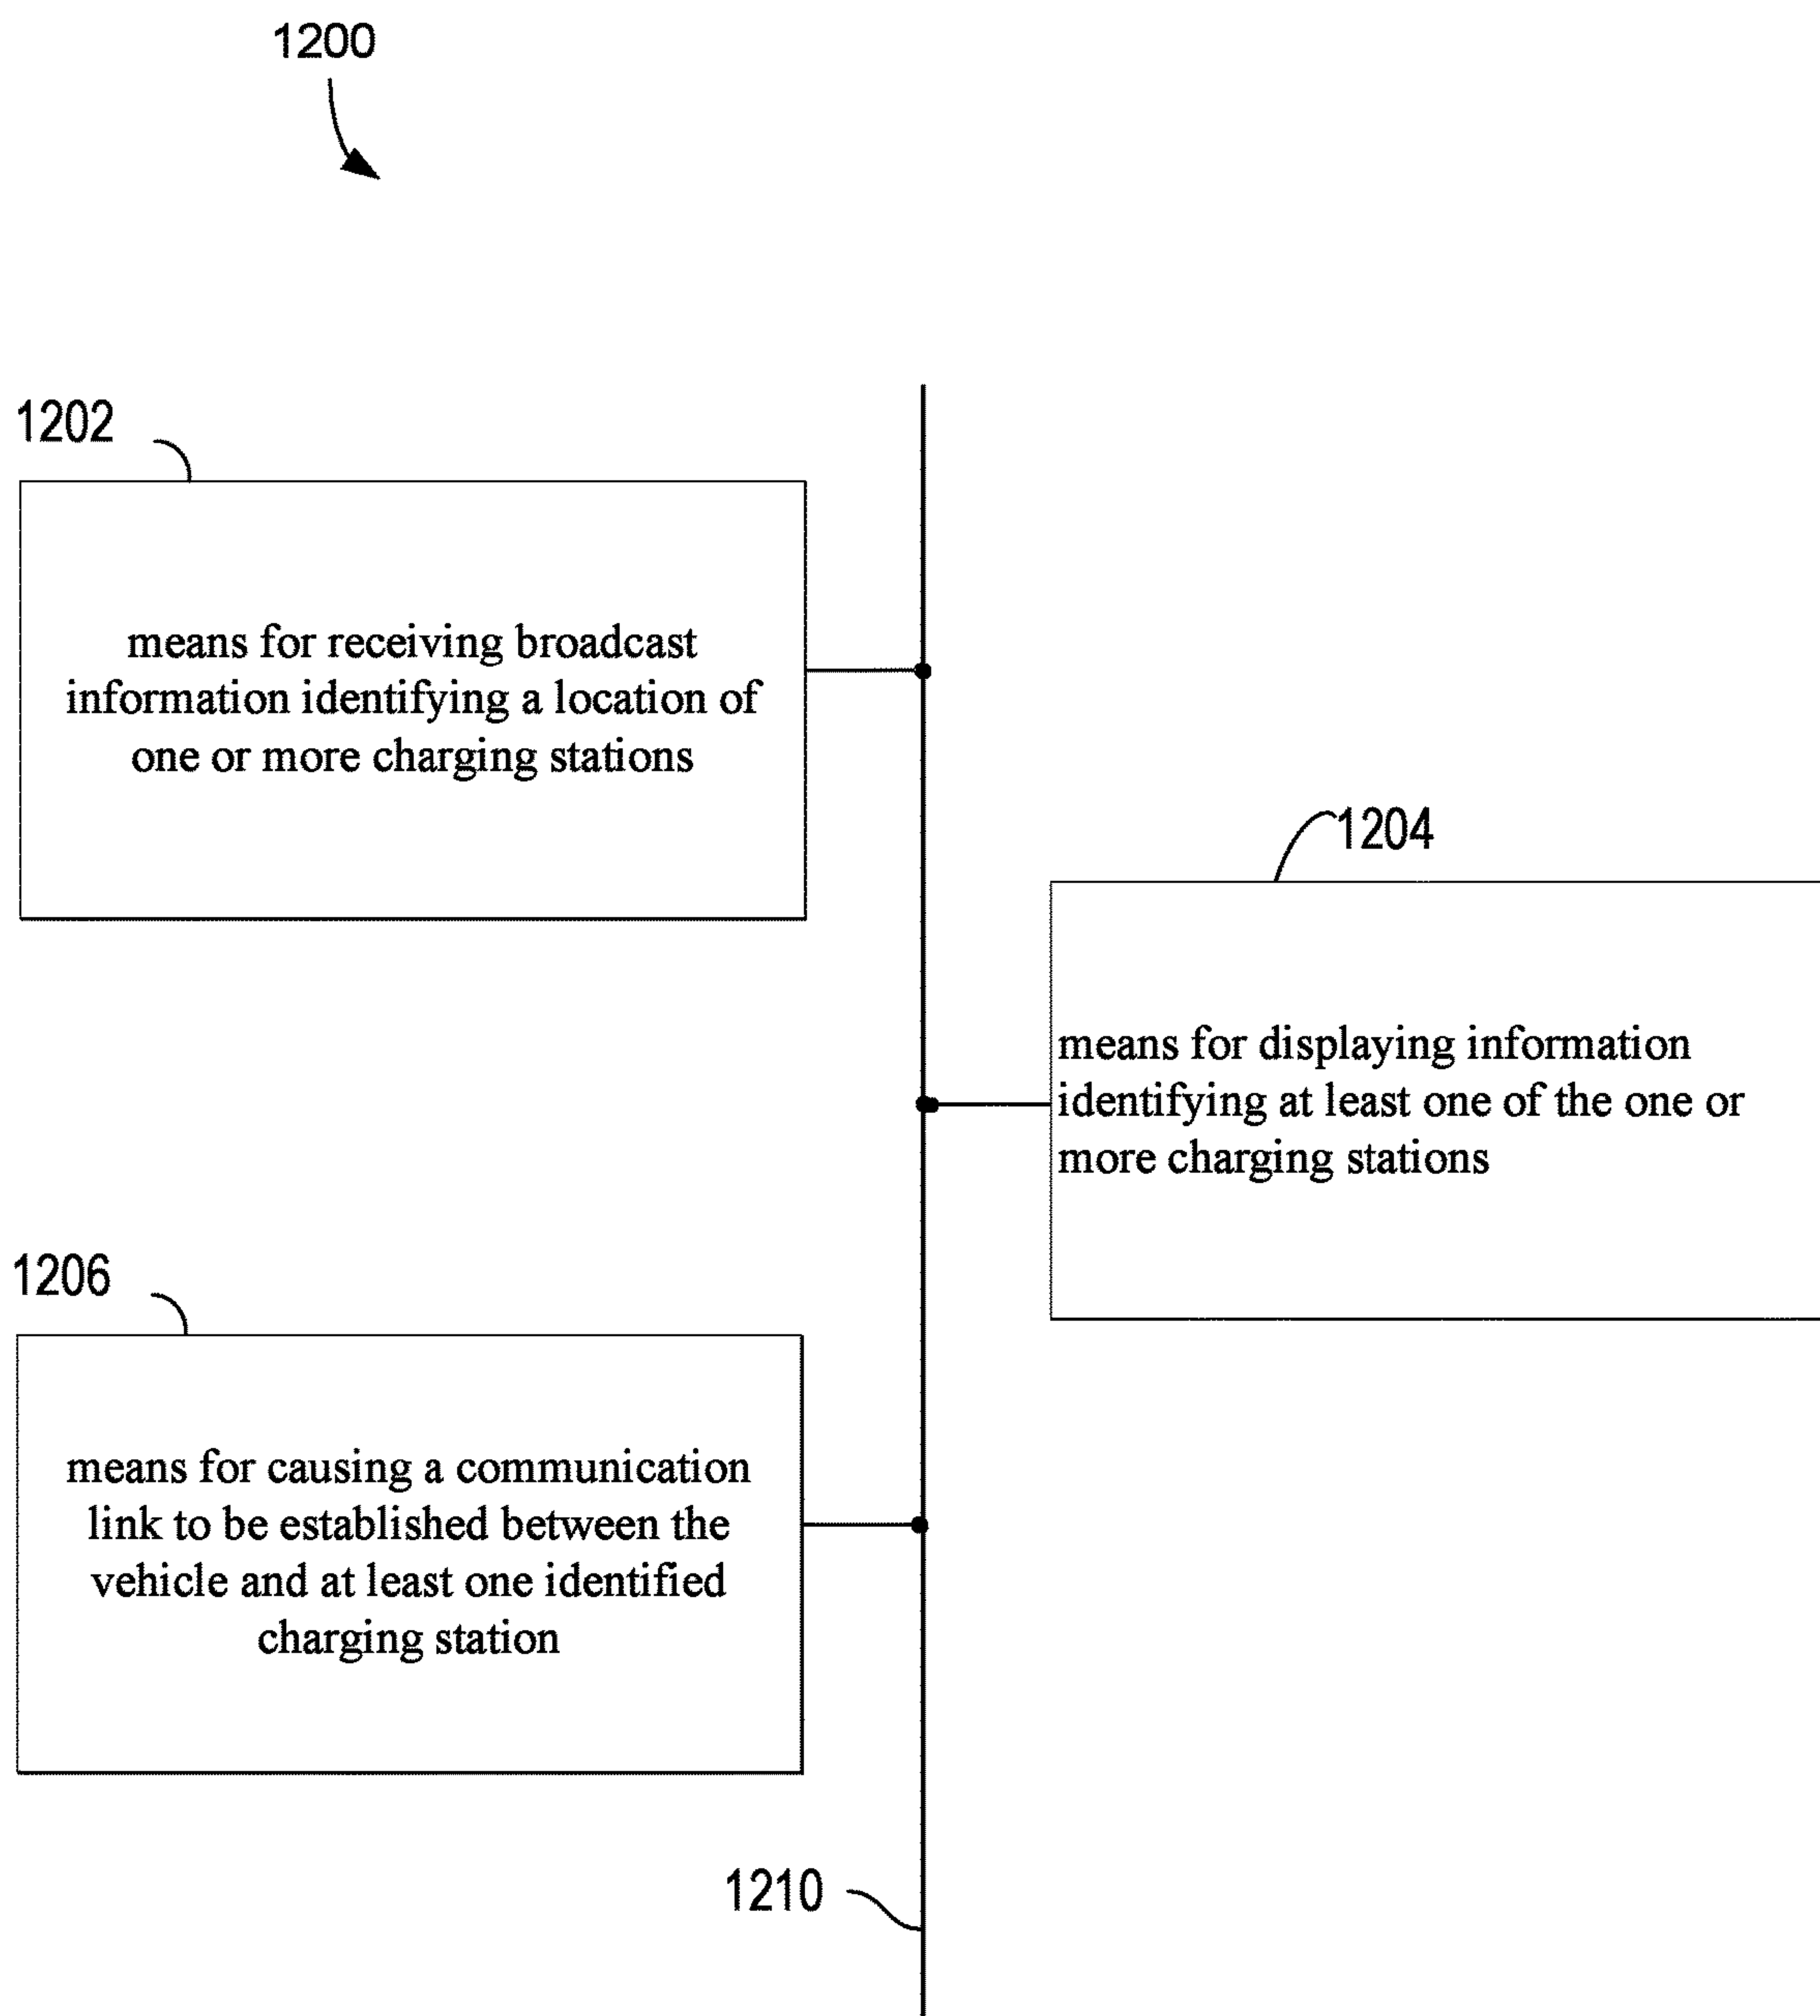 1200
1202
means for receiving broadcast
information identifying a location of
one or more charging stations
1204
means for displaying information
identifying at least one of the one or
more charging stations
1206
means for causing a communication
link to be established between the
vehicle and at least one identified
charging station
1210